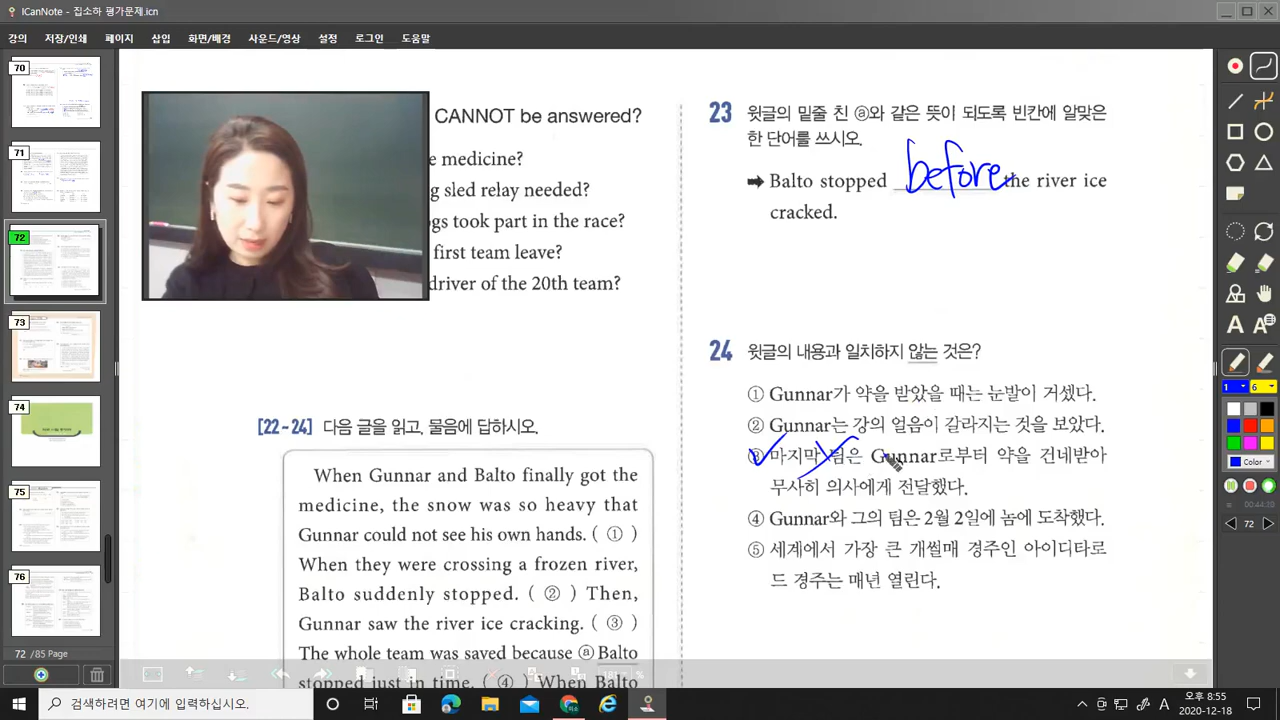 iCanNote - 집소하 평가문제.icn
강의 저장/인쇄 페이지 삽입 화면/배경 사운드/영상 설정 로그인 도움말
70
71
72
73
74
75
76
CANNOT be answered?
e medicine?
g sled relay needed?
gs took part in the race?
first team leave?
driver of the 20th team?
[22~24] 다음 글을 읽고, 물음에 답하시오.
When Gunnar and Balto finally got the
medicine, the snow was so heavy that
Gunnar could not see his own hands. ( ① )
When they were crossing a frozen river,
Balto suddenly stopped. ( ② ) Then,
Gunnar saw the river ice cracking. ( ③ )
The whole team was saved because ⓐ Balto
stopped just in time. ( ④ ) When Balto
23 윗글의 밑줄 친 ⓐ와 같은 뜻이 되도록 빈칸에 알맞은
한 단어를 쓰시오.
➡ Balto stopped before the river ice
cracked.
24 윗글의 내용과 일치하지 않는 것은?
① Gunnar가 약을 받았을 때는 눈발이 거셌다.
② Gunnar는 강의 얼음이 갈라지는 것을 보았다.
③ 마지막 팀은 Gunnar로부터 약을 건네받아
무사히 의사에게 전달했다.
④ Gunnar와 그의 팀은 2월 2일에 놈에 도착했다.
⑤ 세계에서 가장 큰 개썰매 경주인 아이디타로
드 경주는 매년 열린다.
1 6
Color
00:44:38
72
72 /85 Page
검색하려면 여기에 입력하십시오.
A
오후 8:55
2020-12-18